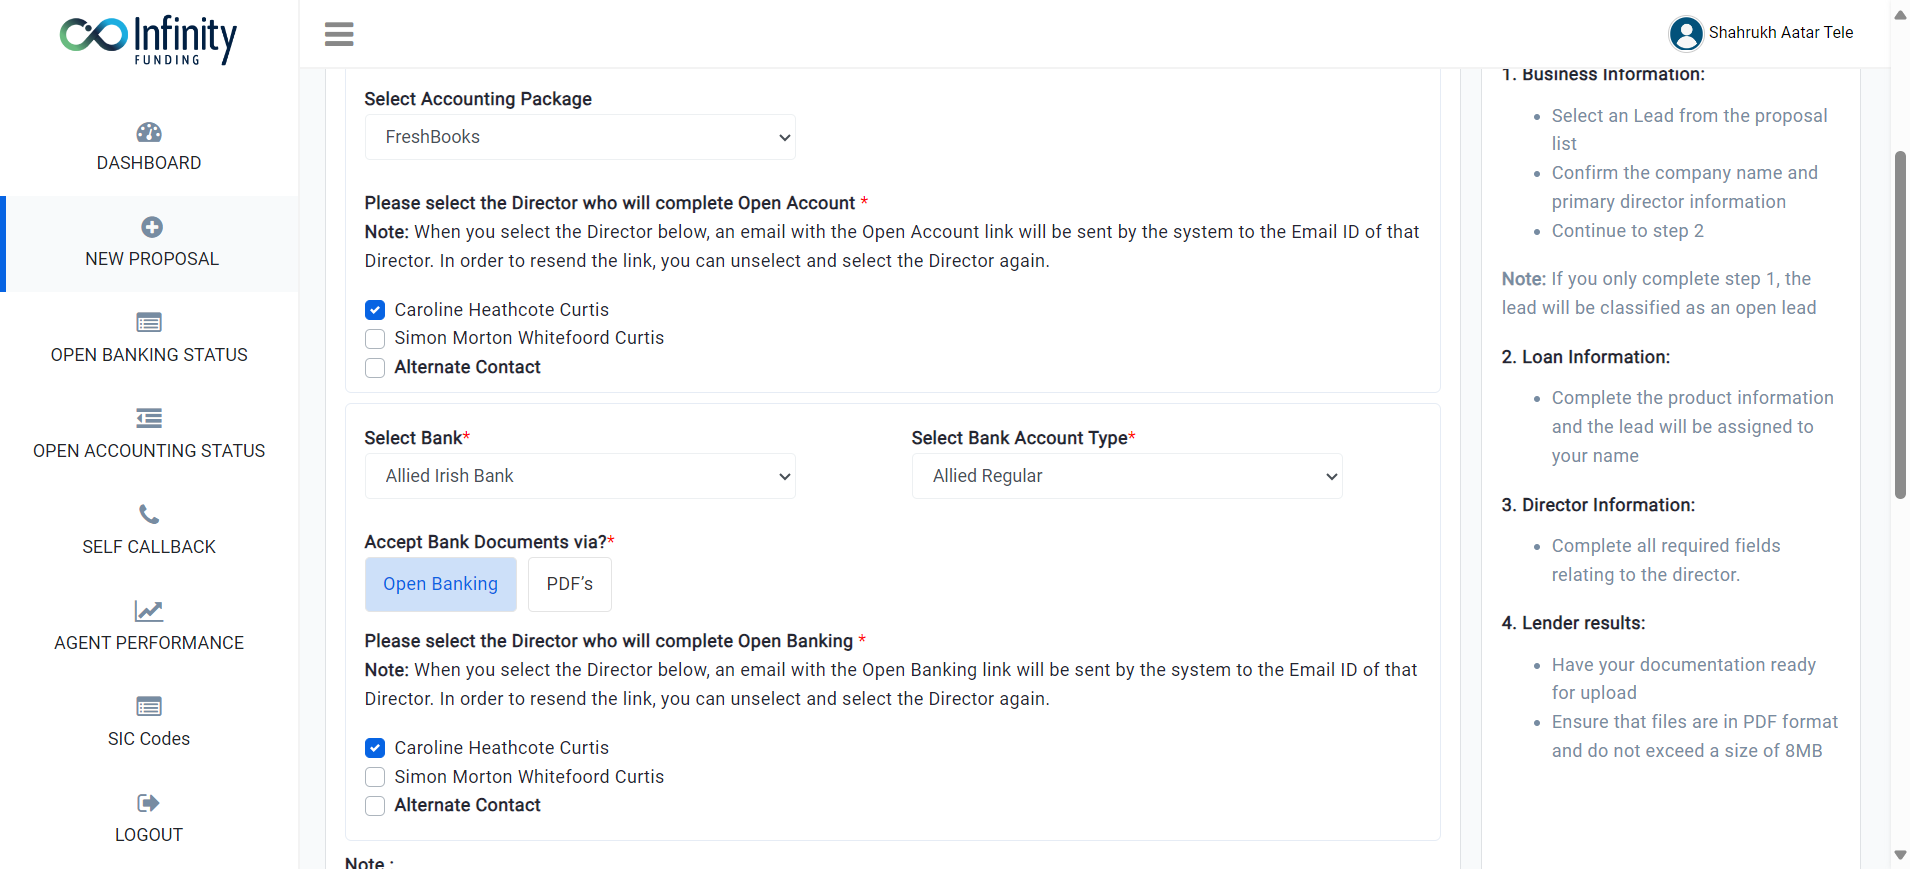 Infinity
FUNDING
Shahrukh Aatar Tele
DASHBOARD
NEW PROPOSAL
OPEN BANKING STATUS
OPEN ACCOUNTING STATUS
SELF CALLBACK
AGENT PERFORMANCE
SIC Codes
LOGOUT
Select Accounting Package
FreshBooks
Please select the Director who will complete Open Account *
Note: When you select the Director below, an email with the Open Account link will be sent by the system to the Email ID of that
Director. In order to resend the link, you can unselect and select the Director again.
Caroline Heathcote Curtis
Simon Morton Whitefoord Curtis
Alternate Contact
Select Bank*
Allied Irish Bank
Select Bank Account Type*
Allied Regular
Accept Bank Documents via?*
Open Banking
PDF’s
Please select the Director who will complete Open Banking *
Note: When you select the Director below, an email with the Open Banking link will be sent by the system to the Email ID of that
Director. In order to resend the link, you can unselect and select the Director again.
Caroline Heathcote Curtis
Simon Morton Whitefoord Curtis
Alternate Contact
Note :
1. Business Information:
• Select an Lead from the proposal
list
• Confirm the company name and
primary director information
• Continue to step 2
Note: If you only complete step 1, the
lead will be classified as an open lead
2. Loan Information:
• Complete the product information
and the lead will be assigned to
your name
3. Director Information:
• Complete all required fields
relating to the director.
4. Lender results:
• Have your documentation ready
for upload
• Ensure that files are in PDF format
and do not exceed a size of 8MB